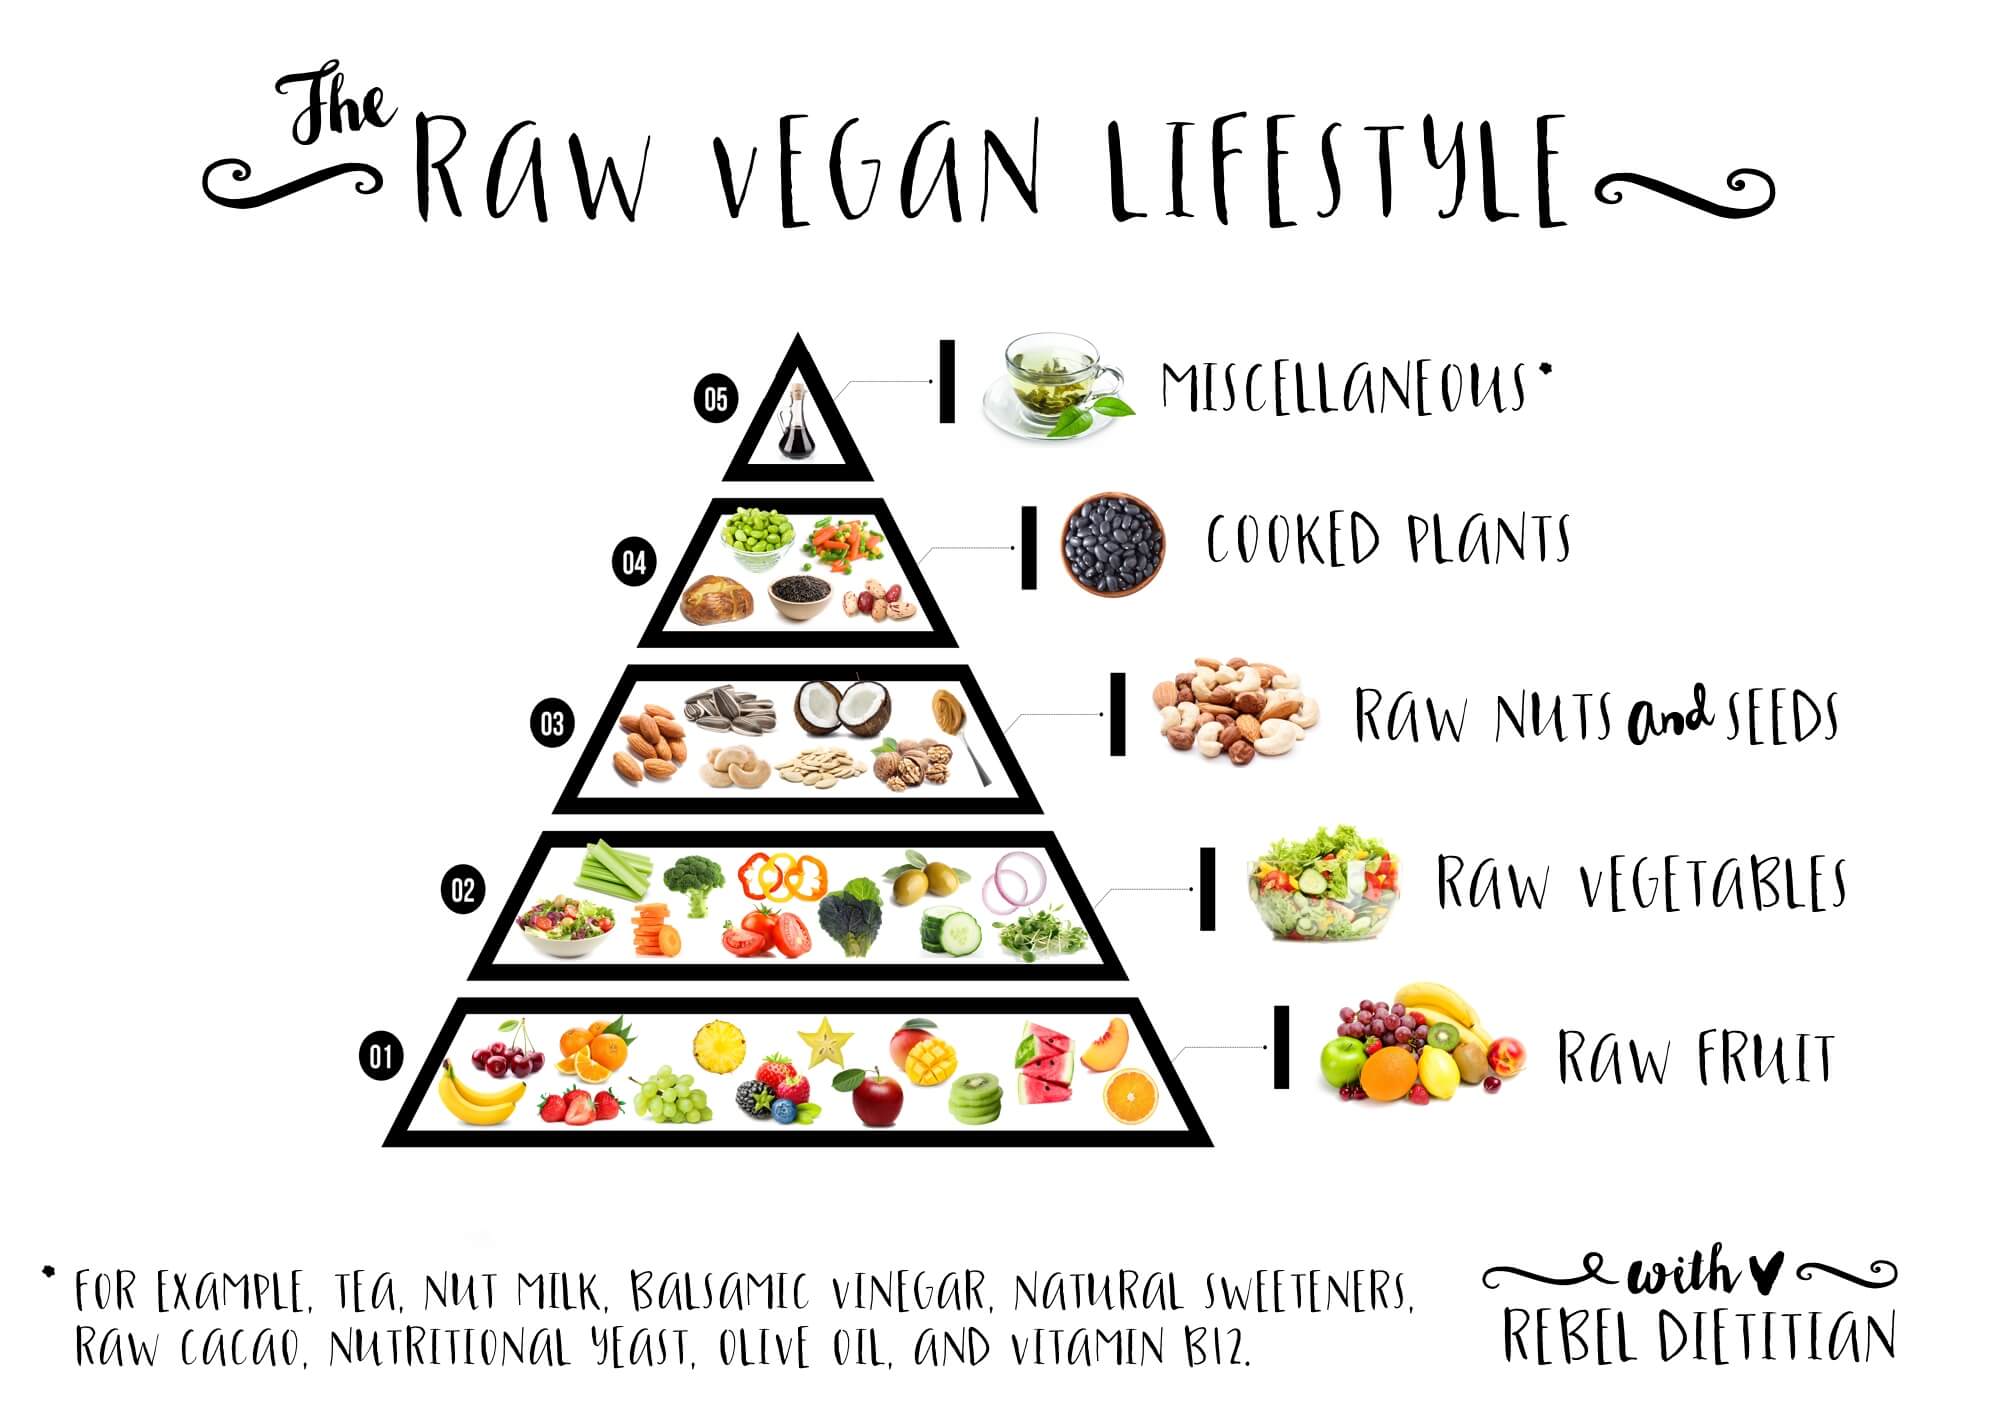 The RAW VEGAN LIFESTYLE
05
MISCELLANEOUS*
04
COOKED PLANTS
03
RAW NUTS and SEEDS
02
RAW VEGETABLES
01
RAW FRUIT
* FOR EXAMPLE, TEA, NUT MILK, BALSAMIC VINEGAR, NATURAL SWEETENERS,
RAW CACAO, NUTRITIONAL YEAST, OLIVE OIL, AND VITAMIN B12.
with
REBEL DIETITIAN